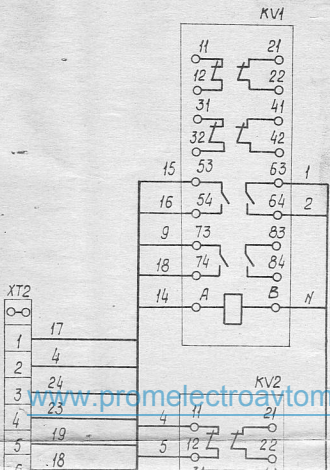 KV1
11 21
12 22
31 41
32 42
15 53 63 1
16 54 64 2
9 73 83
18 74 84
14 A B N
XT2
1 17
2 4
3 24
KV2
www.promelectroavtom
4 23 4 11 21
5 19 5 12 22
18